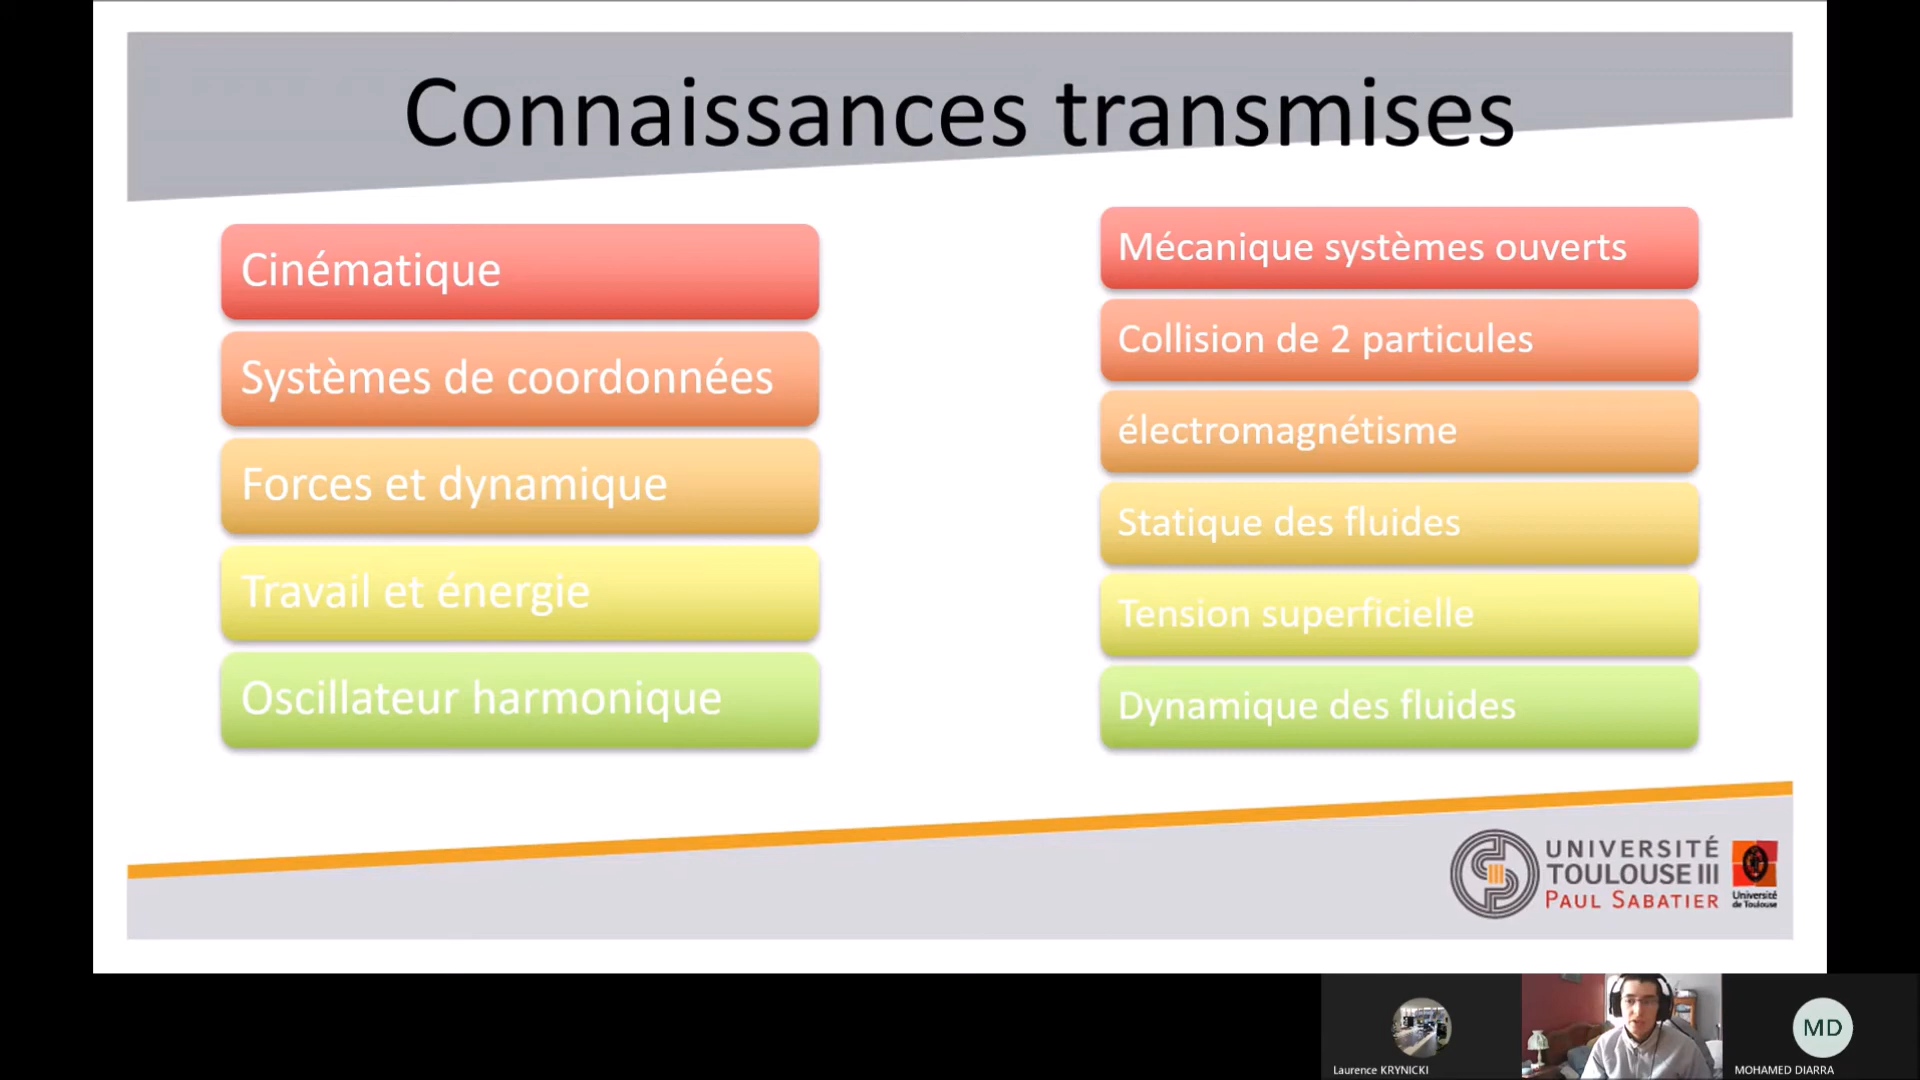 Connaissances transmises
Cinématique
Systèmes de coordonnées
Forces et dynamique
Travail et énergie
Oscillateur harmonique
Mécanique systèmes ouverts
Collision de 2 particules
électromagnétisme
Statique des fluides
Tension superficielle
Dynamique des fluides
UNIVERSITÉ
TOULOUSE III
PAUL SABATIER
Université
de Toulouse
MD
Laurence KRYNICKI
MOHAMED DIARRA